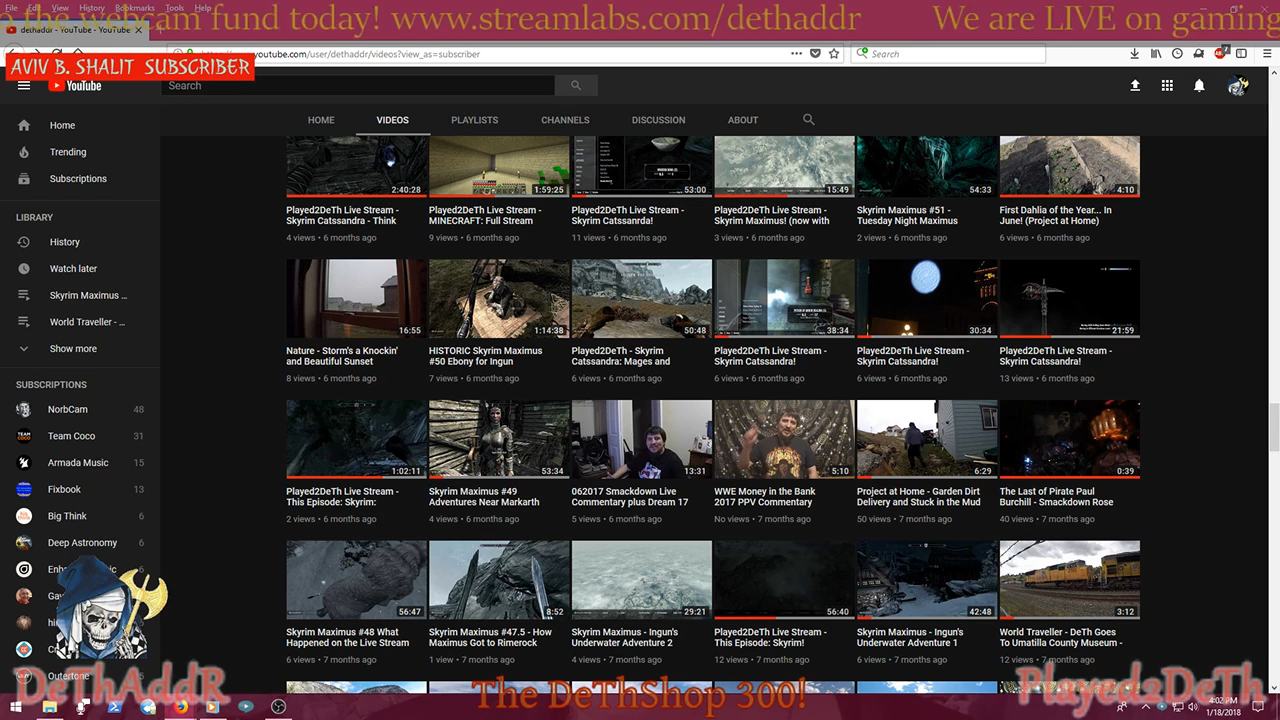 File Edit View History Bookmarks Tools Help
o the webcam fund today! www.streamlabs.com/dethaddr We are LIVE on gaming
dethaddr - YouTube - YouTube
youtube.com/user/dethaddr/videos?view_as=subscriber
Search
7
AVIV B. SHALIT SUBSCRIBER
YouTube
Search
HOME VIDEOS PLAYLISTS CHANNELS DISCUSSION ABOUT
Home
Trending
Subscriptions
LIBRARY
History
Watch later
Skyrim Maximus ...
World Traveller - ...
Show more
SUBSCRIPTIONS
NorbCam 48
Team Coco 31
Armada Music 15
Fixbook 13
Big Think 6
Deep Astronomy 6
Outertone 5
2:40:28 1:59:25 53:00 15:49 54:33 4:10
Played2DeTh Live Stream -
Skyrim Catssandra - Think
4 views • 6 months ago
Played2DeTh Live Stream -
MINECRAFT: Full Stream
9 views • 6 months ago
Played2DeTh Live Stream -
Skyrim Catssanrda!
11 views • 6 months ago
Played2DeTh Live Stream -
Skyrim Maximus! (now with
3 views • 6 months ago
Skyrim Maximus #51 -
Tuesday Night Maximus
2 views • 6 months ago
First Dahlia of the Year... In
June! (Project at Home)
6 views • 6 months ago
16:55 1:14:38 50:48 38:34 30:34 21:59
Nature - Storm's a Knockin'
and Beautiful Sunset
8 views • 6 months ago
HISTORIC Skyrim Maximus
#50 Ebony for Ingun
7 views • 6 months ago
Played2DeTh - Skyrim
Catssandra: Mages and
6 views • 6 months ago
Played2DeTh Live Stream -
Skyrim Catssandra!
6 views • 6 months ago
Played2DeTh Live Stream -
Skyrim Catssandra!
6 views • 6 months ago
Played2DeTh Live Stream -
Skyrim Catssandra!
13 views • 6 months ago
1:02:11 53:34 13:31 5:10 6:29 0:39
Played2DeTh Live Stream -
This Episode: Skyrim:
2 views • 6 months ago
Skyrim Maximus #49
Adventures Near Markarth
4 views • 6 months ago
062017 Smackdown Live
Commentary plus Dream 17
5 views • 6 months ago
WWE Money in the Bank
2017 PPV Commentary
No views • 7 months ago
Project at Home - Garden Dirt
Delivery and Stuck in the Mud
50 views • 7 months ago
The Last of Pirate Paul
Burchill - Smackdown Rose
40 views • 7 months ago
56:47 8:52 29:21 56:40 42:48 3:12
Skyrim Maximus #48 What
Happened on the Live Stream
6 views • 7 months ago
Skyrim Maximus #47.5 - How
Maximus Got to Rimerock
1 view • 7 months ago
Skyrim Maximus - Ingun's
Underwater Adventure 2
4 views • 7 months ago
Played2DeTh Live Stream -
This Episode: Skyrim!
12 views • 7 months ago
Skyrim Maximus - Ingun's
Underwater Adventure 1
6 views • 7 months ago
World Traveller - DeTh Goes
To Umatilla County Museum -
12 views • 7 months ago
DeThAddR
The DeThShop 300!
Played2DeTh
4:02 PM
1/18/2018